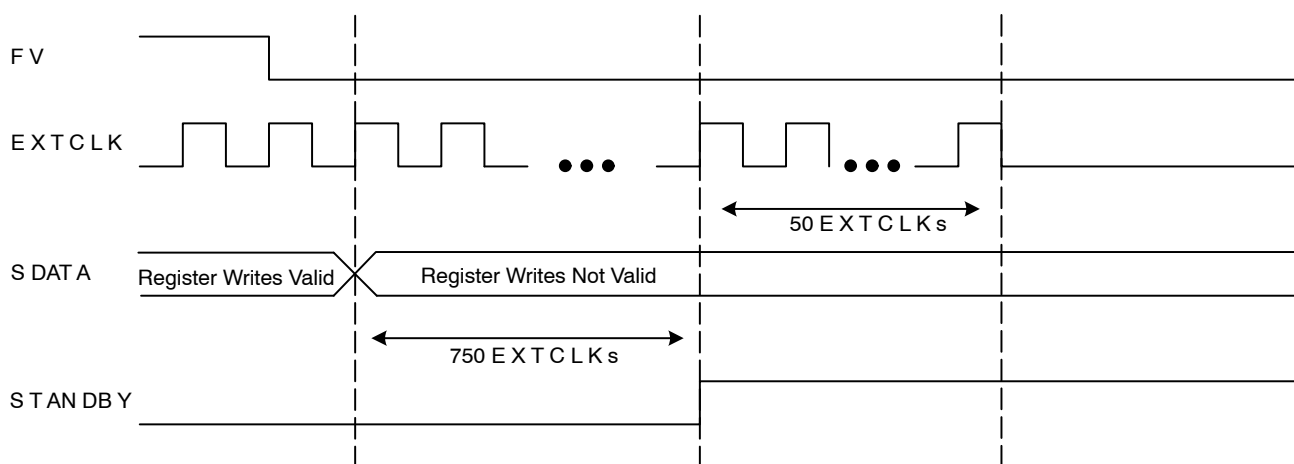 FV
EXTCLK
50 EXTCLKs
SDATA
Register Writes Valid
Register Writes Not Valid
750 EXTCLKs
STANDBY